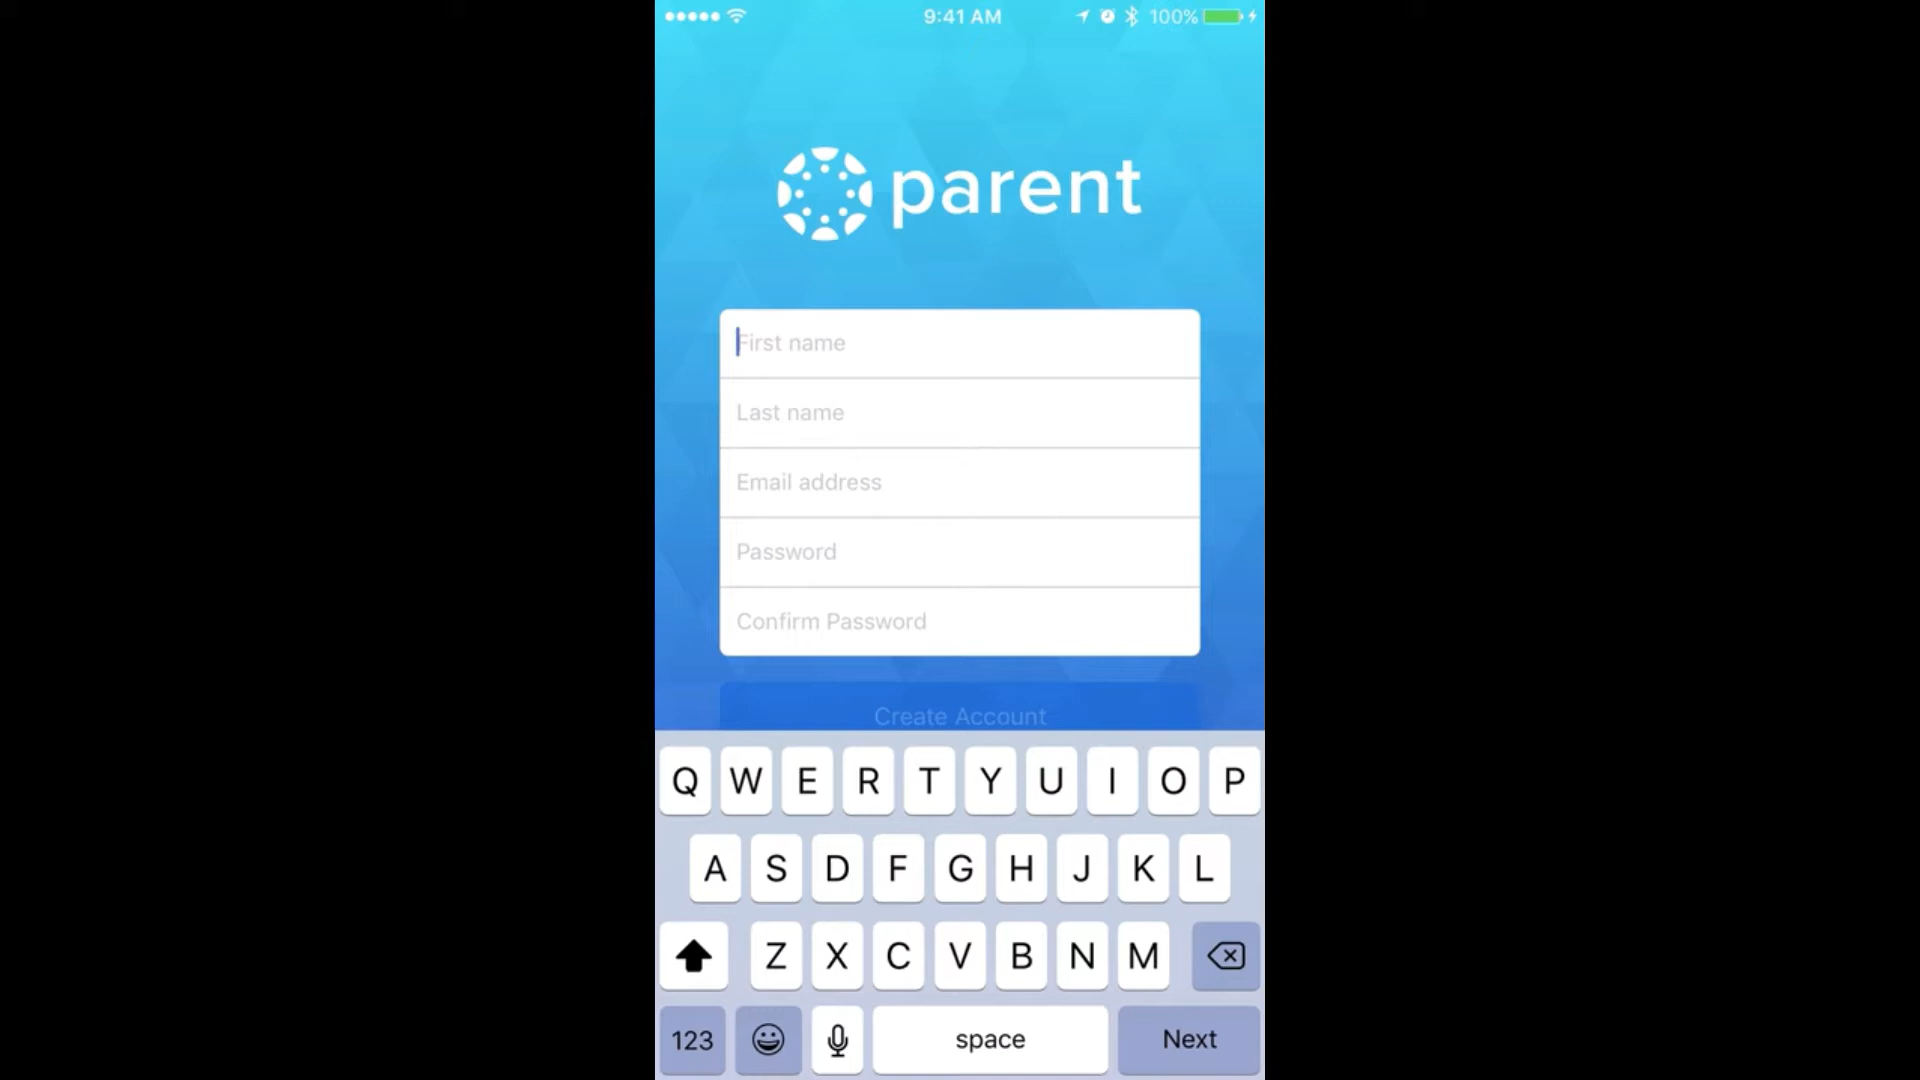 9:41 AM 100%
parent
First name
Last name
Email address
Password
Confirm Password
Create Account
Q W E R T Y U I O P
A S D F G H J K L
Z X C V B N M
123 space Next